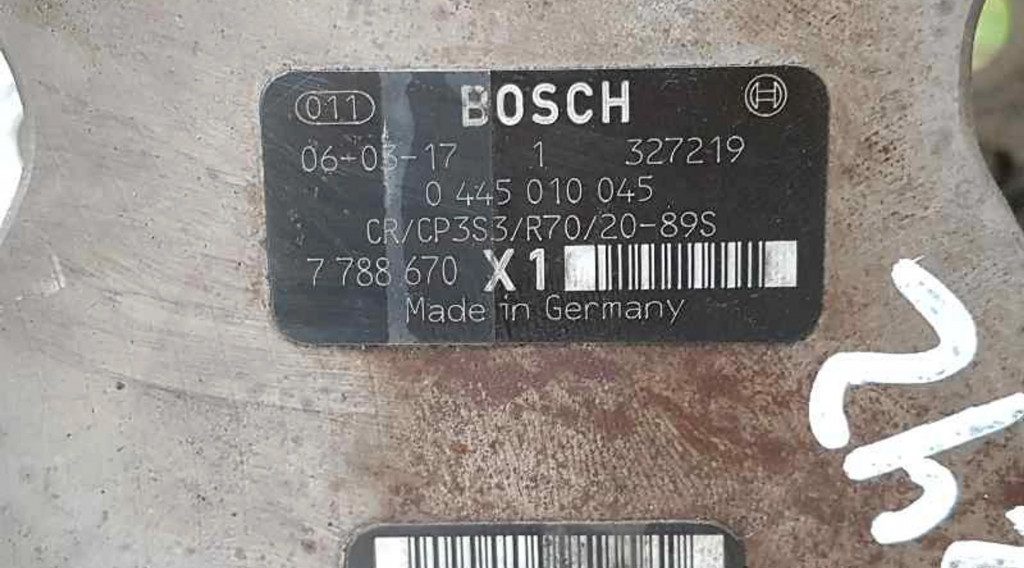 011 BOSCH
06-03-17 1 327219
0 445 010 045
CR/CP3S3/R70/20-89S
7 788 670 X1
Made in Germany